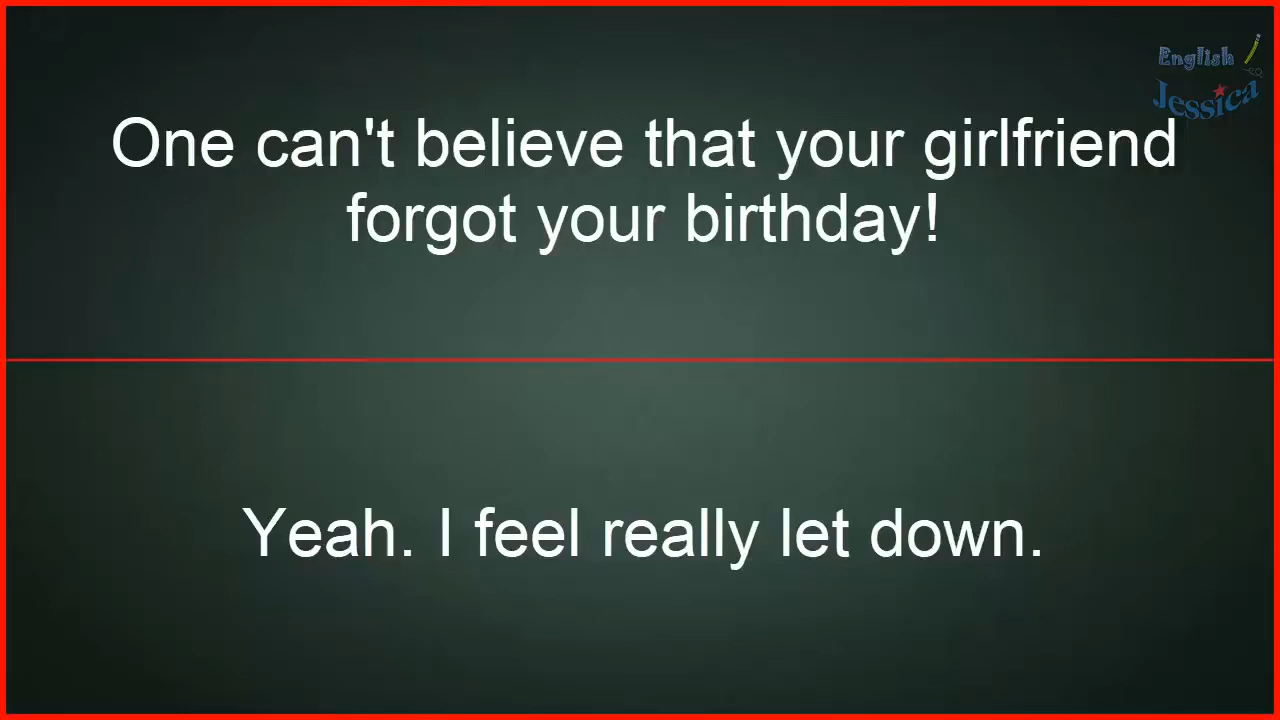 English
Jessica
One can't believe that your girlfriend
forgot your birthday!
Yeah. I feel really let down.